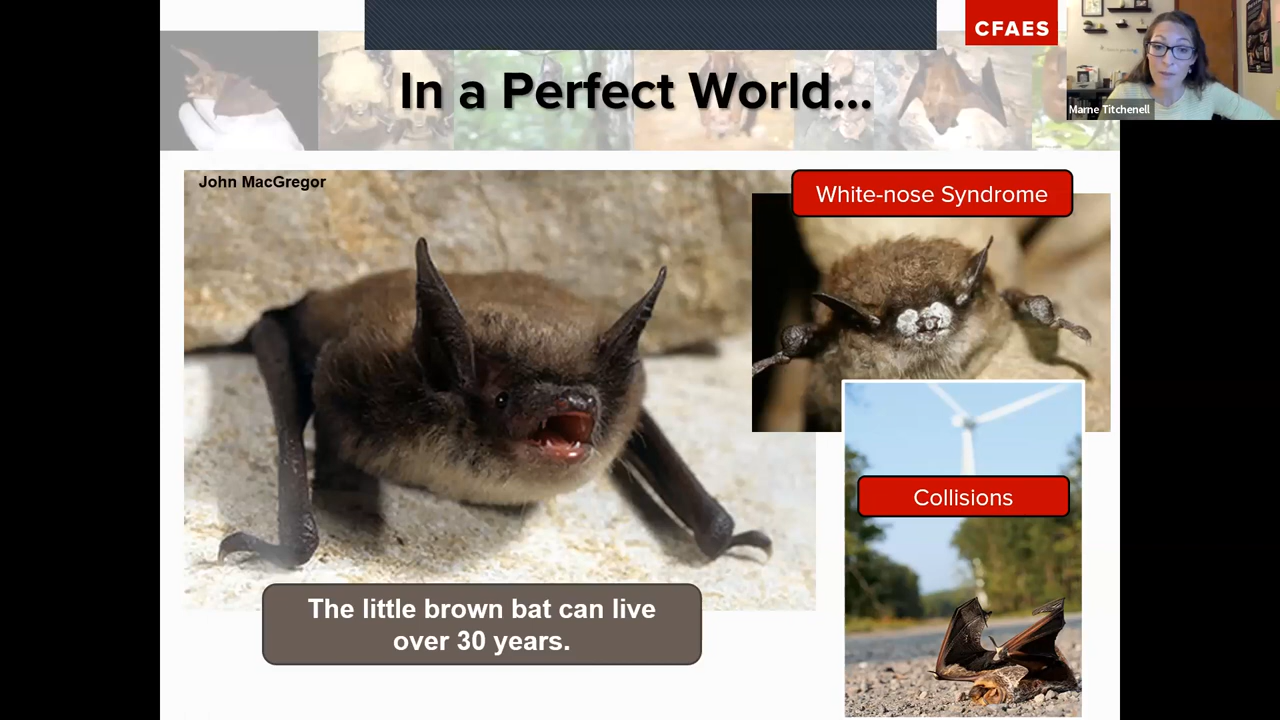 CFAES
In a Perfect World...
Marne Titchenell
John MacGregor
White-nose Syndrome
Collisions
The little brown bat can live
over 30 years.